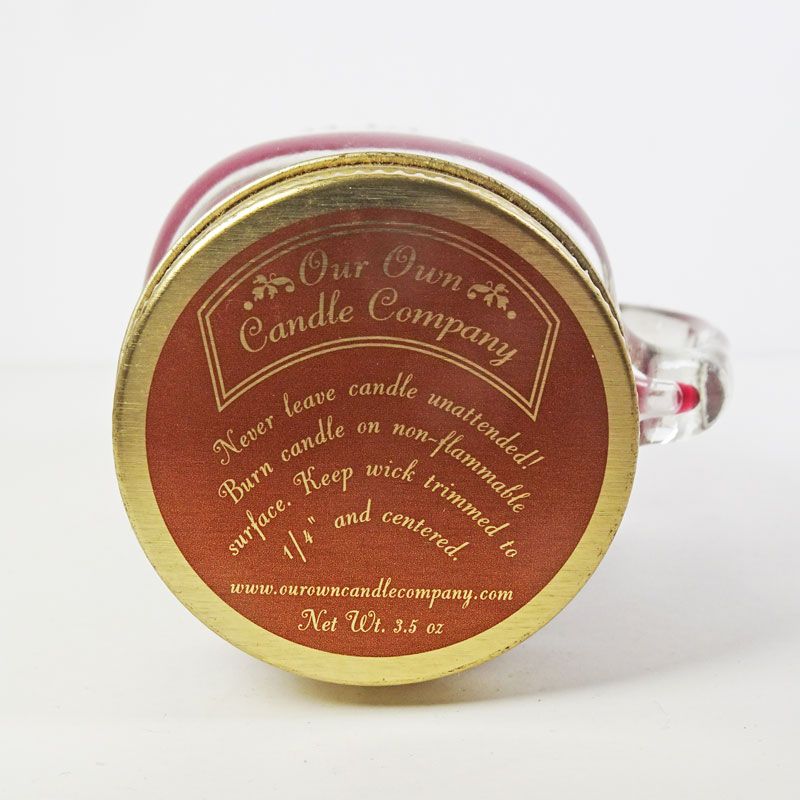 Our Own
Candle Company
Never leave candle unattended!
Burn candle on non-flammable
surface. Keep wick trimmed to
1/4" and centered.
www.ourowncandlecompany.com
Net Wt. 3.5 oz